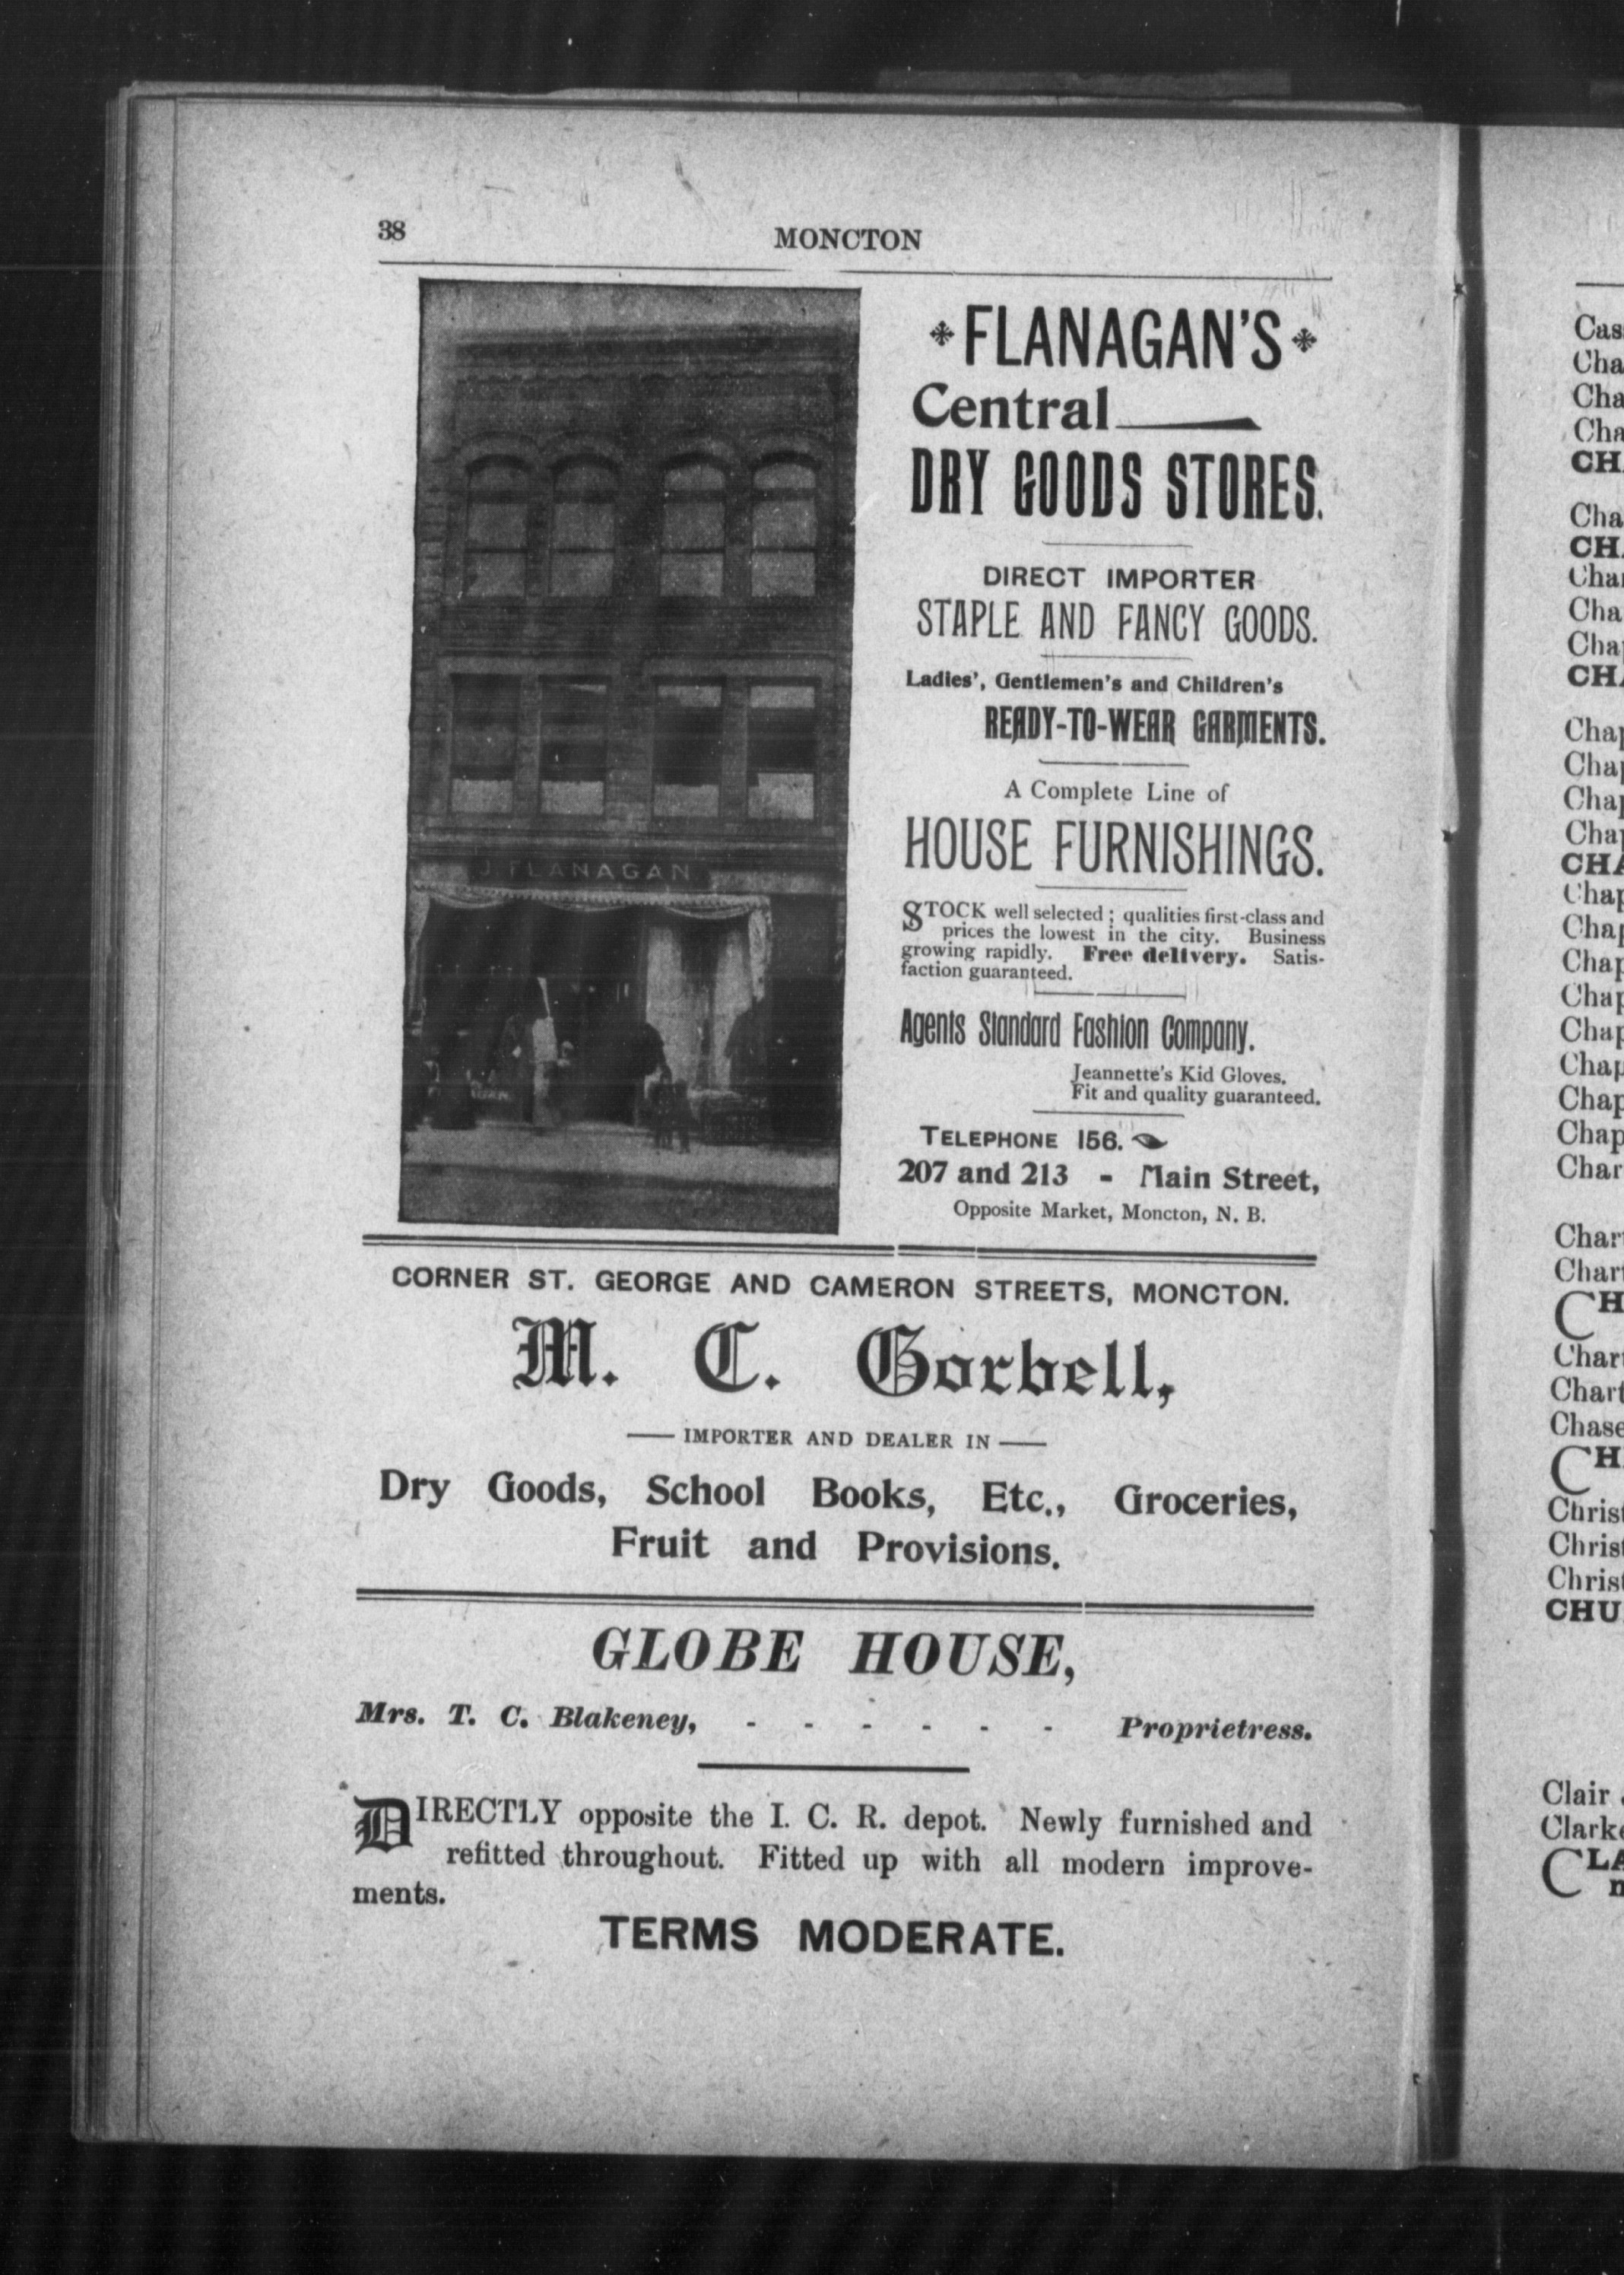 38
MONCTON
J. FLANAGAN
FLANAGAN'S
Central
DRY GOODS STORES.
DIRECT IMPORTER
STAPLE AND FANCY GOODS.
Ladies', Gentlemen's and Children's
READY-TO-WEAR GARMENTS.
A Complete Line of
HOUSE FURNISHINGS.
STOCK well selected; qualities first-class and
prices the lowest in the city. Business
growing rapidly. Free delivery. Satis-
faction guaranteed.
Agents Standard Fashion Company.
Jeannette's Kid Gloves.
Fit and quality guaranteed.
TELEPHONE 156.
207 and 213 - Main Street,
Opposite Market, Moncton, N. B.
CORNER ST. GEORGE AND CAMERON STREETS, MONCTON.
M. C. Gorbell,
IMPORTER AND DEALER IN
Dry Goods, School Books, Etc., Groceries,
Fruit and Provisions.
GLOBE HOUSE,
Mrs. T. C. Blakeney, - - - - - - Proprietress.
DIRECTLY opposite the I. C. R. depot. Newly furnished and
refitted throughout. Fitted up with all modern improve-
ments.
TERMS MODERATE.